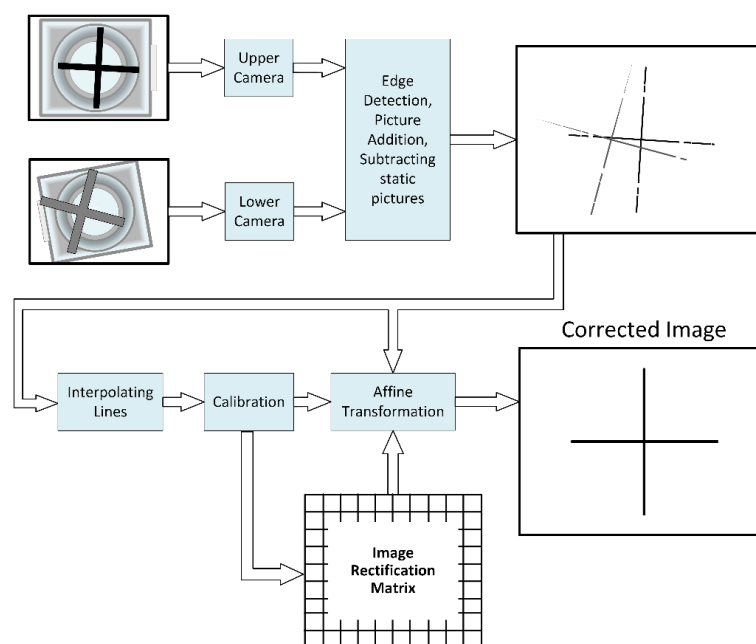 Upper
Camera
Edge
Detection,
Picture
Addition,
Subtracting
static
pictures
Lower
Camera
Corrected Image
Interpolating
Lines
Calibration
Affine
Transformation
Image
Rectification
Matrix